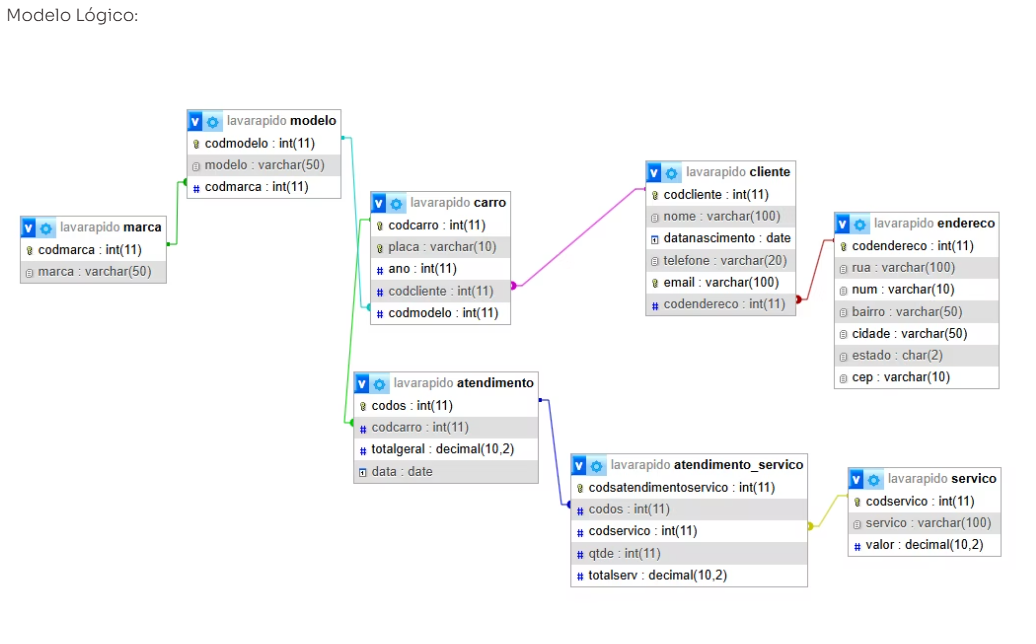 Modelo Lógico:
lavarapido modelo
codmodelo : int(11)
modelo : varchar(50)
codmarca : int(11)
lavarapido marca
codmarca : int(11)
marca : varchar(50)
lavarapido carro
codcarro : int(11)
placa : varchar(10)
ano : int(11)
codcliente : int(11)
codmodelo : int(11)
lavarapido cliente
codcliente : int(11)
nome : varchar(100)
datanascimento : date
telefone : varchar(20)
email : varchar(100)
codendereco : int(11)
lavarapido endereco
codendereco : int(11)
rua : varchar(100)
num : varchar(10)
bairro : varchar(50)
cidade : varchar(50)
estado : char(2)
cep : varchar(10)
lavarapido atendimento
codos : int(11)
codcarro : int(11)
totalgeral : decimal(10,2)
data : date
lavarapido atendimento_servico
codsatendimentoservico : int(11)
codos : int(11)
codservico : int(11)
qtde : int(11)
totalserv : decimal(10,2)
lavarapido servico
codservico : int(11)
servico : varchar(100)
valor : decimal(10,2)